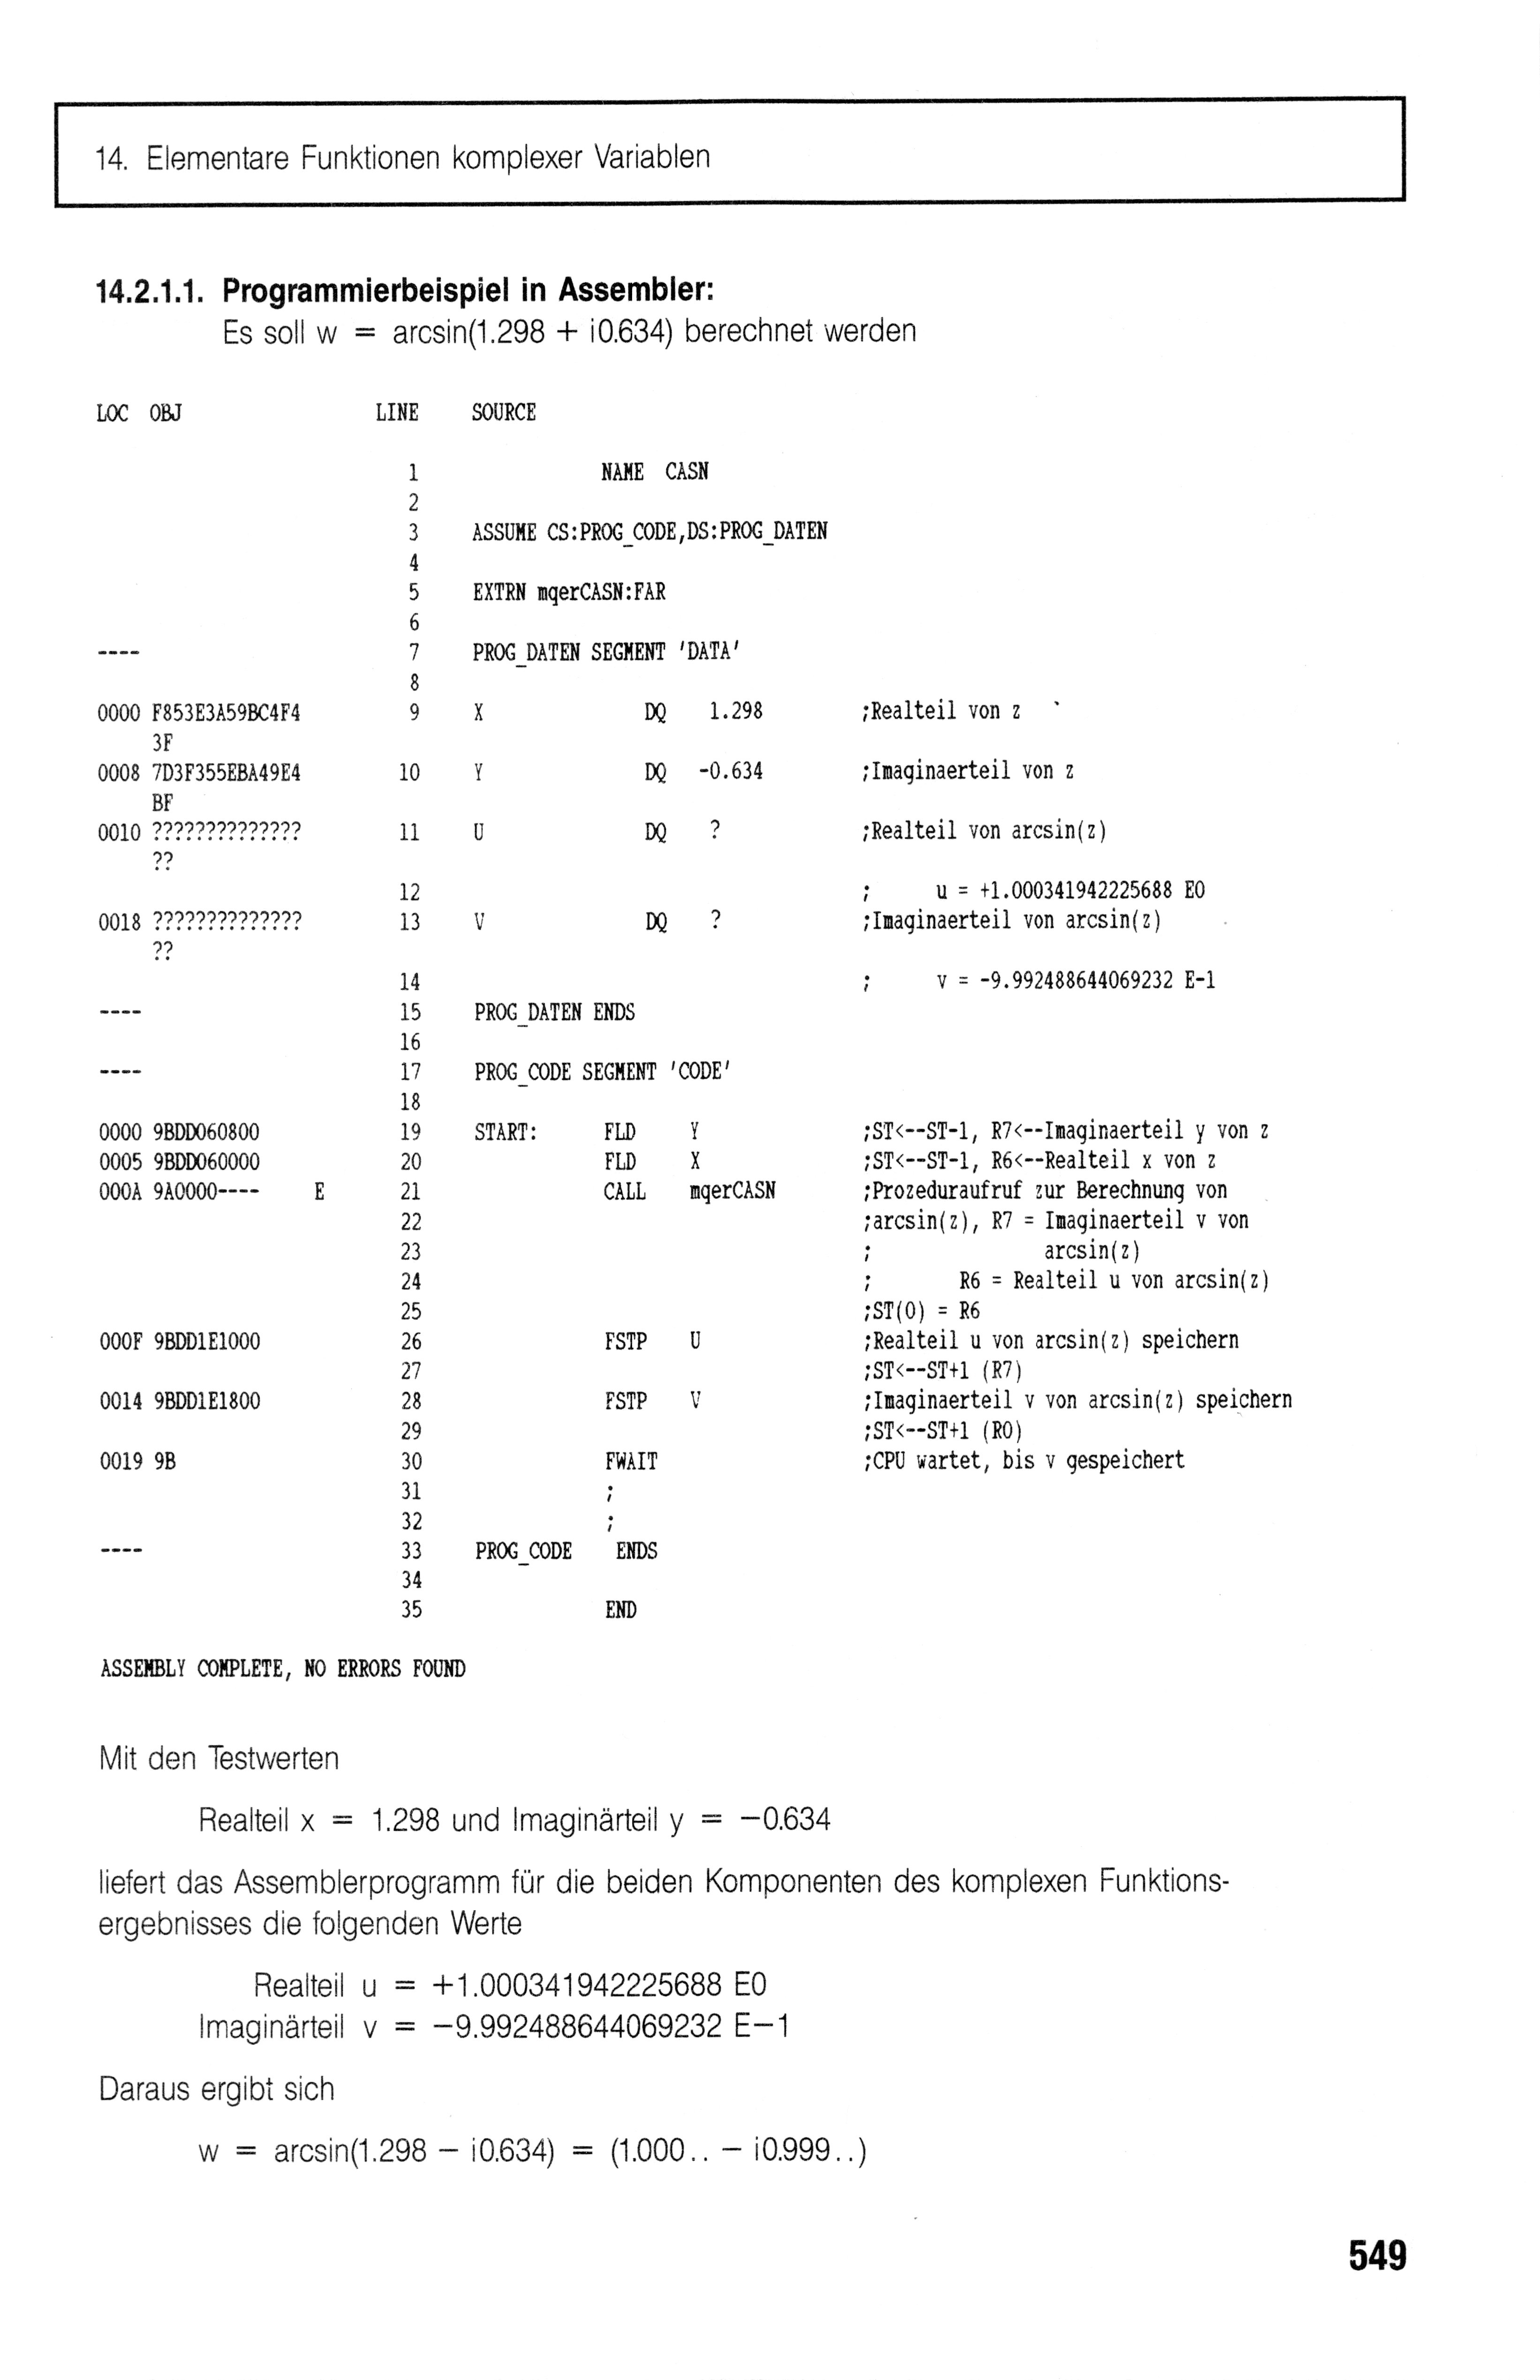 14. Elementare Funktionen komplexer Variablen
14.2.1.1. Programmierbeispiel in Assembler:
Es soll w = arcsin(1.298 + i0.634) berechnet werden
LOC OBJ LINE SOURCE
1 NAME CASN
2
3 ASSUME CS:PROG_CODE,DS:PROG_DATEN
4
5 EXTRN mqerCASN:FAR
6
---- 7 PROG_DATEN SEGMENT 'DATA'
8
0000 F853E3A59BC4F4 9 X DQ 1.298 ;Realteil von z
3F
0008 7D3F355EBA49E4 10 Y DQ -0.634 ;Imaginaerteil von z
BF
0010 ?????????????? 11 U DQ ? ;Realteil von arcsin(z)
??
12 ; u = +1.000341942225688 E0
0018 ?????????????? 13 V DQ ? ;Imaginaerteil von arcsin(z)
??
14 ; v = -9.992488644069232 E-1
---- 15 PROG_DATEN ENDS
16
---- 17 PROG_CODE SEGMENT 'CODE'
18
0000 9BDD060800 19 START: FLD Y ;ST<--ST-1, R7<--Imaginaerteil y von z
0005 9BDD060000 20 FLD X ;ST<--ST-1, R6<--Realteil x von z
000A 9A0000---- E 21 CALL mqerCASN ;Prozeduraufruf zur Berechnung von
22 ;arcsin(z), R7 = Imaginaerteil v von
23 ; arcsin(z)
24 ; R6 = Realteil u von arcsin(z)
25 ;ST(0) = R6
000F 9BDD1E1000 26 FSTP U ;Realteil u von arcsin(z) speichern
27 ;ST<--ST+1 (R7)
0014 9BDD1E1800 28 FSTP V ;Imaginaerteil v von arcsin(z) speichern
29 ;ST<--ST+1 (R0)
0019 9B 30 FWAIT ;CPU wartet, bis v gespeichert
31 ;
32 ;
---- 33 PROG_CODE ENDS
34
35 END
ASSEMBLY COMPLETE, NO ERRORS FOUND
Mit den Testwerten
Realteil x = 1.298 und Imaginärteil y = −0.634
liefert das Assemblerprogramm für die beiden Komponenten des komplexen Funktions-
ergebnisses die folgenden Werte
Realteil u = +1.000341942225688 E0
Imaginärteil v = −9.992488644069232 E−1
Daraus ergibt sich
w = arcsin(1.298 − i0.634) = (1.000.. − i0.999..)
549